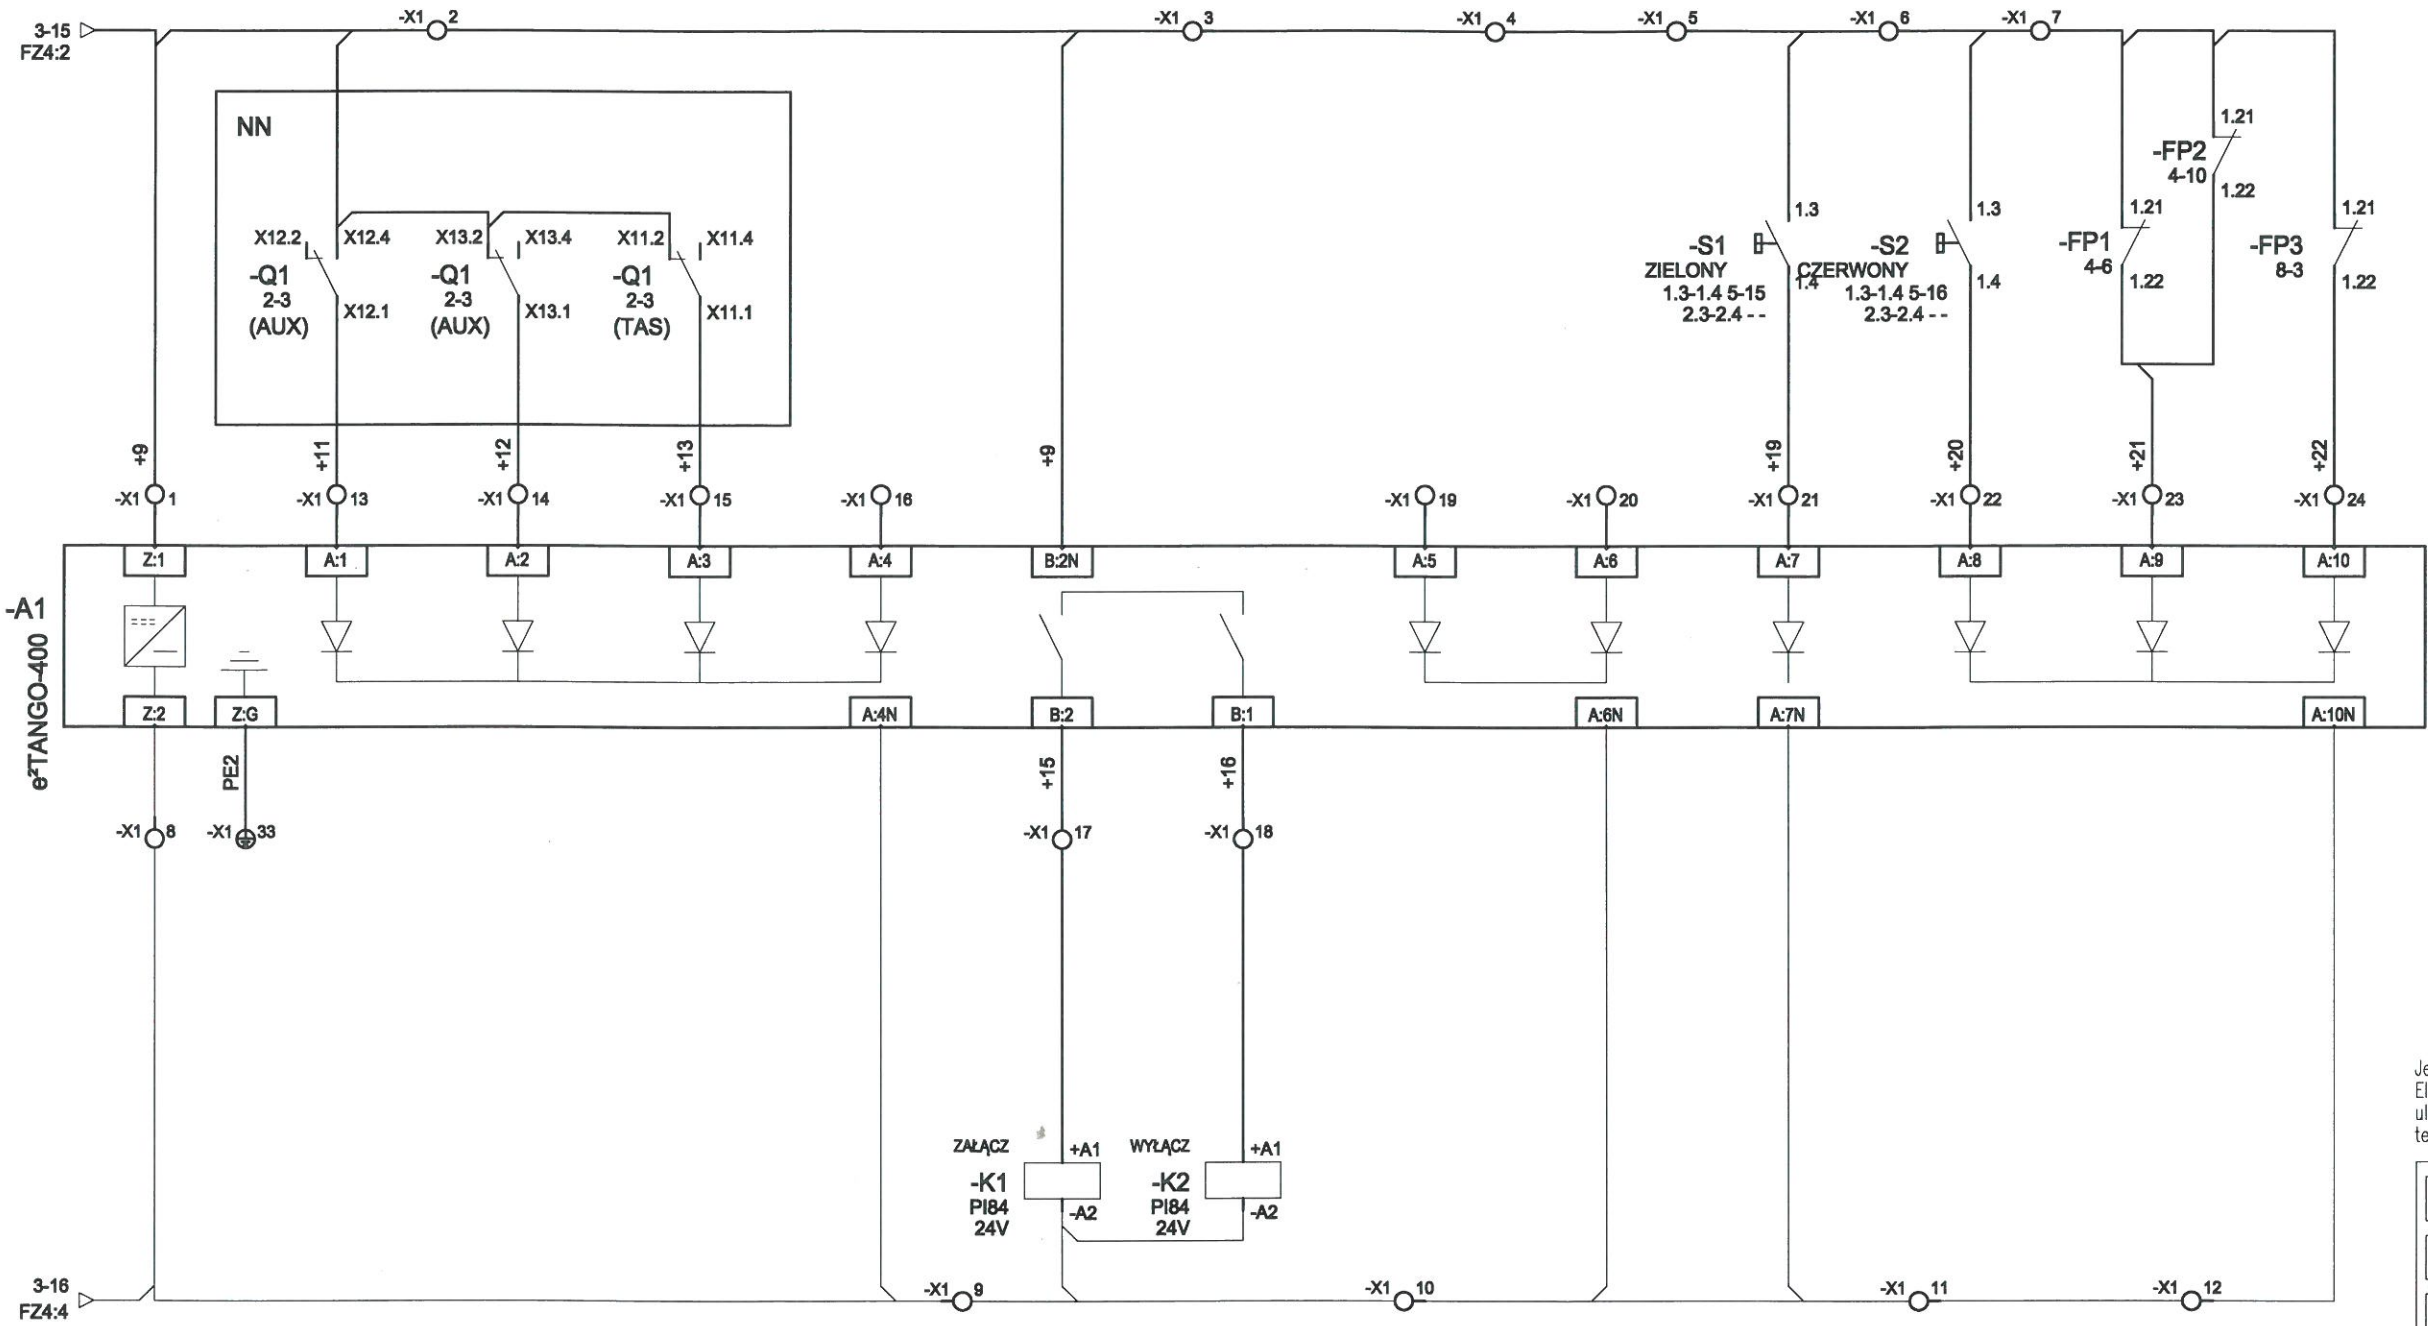 3-15
FZ4:2
-X1 2
-X1 3
-X1 4
-X1 5
-X1 6
-X1 7
NN
X12.2 X12.4
-Q1
2-3
(AUX)
X12.1
X13.2 X13.4
-Q1
2-3
(AUX)
X13.1
X11.2 X11.4
-Q1
2-3
(TAS)
X11.1
1.3
-S1
ZIELONY
1.4
1.3-1.4 5-15
2.3-2.4 - -
1.3
-S2
CZERWONY
1.4
1.3-1.4 5-16
2.3-2.4 - -
1.21
-FP1
4-6
1.22
1.21
-FP2
4-10
1.22
1.21
-FP3
8-3
1.22
+9
+11
+12
+13
+9
+19
+20
+21
+22
-X1 1
-X1 13
-X1 14
-X1 15
-X1 16
-X1 19
-X1 20
-X1 21
-X1 22
-X1 23
-X1 24
-A1
e²TANGO-400
Z:1
A:1
A:2
A:3
A:4
B:2N
A:5
A:6
A:7
A:8
A:9
A:10
Z:2
Z:G
A:4N
B:2
B:1
A:6N
A:7N
A:10N
PE2
+15
+16
-X1 8
-X1 33
-X1 17
-X1 18
ZAŁĄCZ
+A1
-K1
PI84
24V
-A2
WYŁĄCZ
+A1
-K2
PI84
24V
-A2
3-16
FZ4:4
-X1 9
-X1 10
-X1 11
-X1 12
Je
El
ul
te